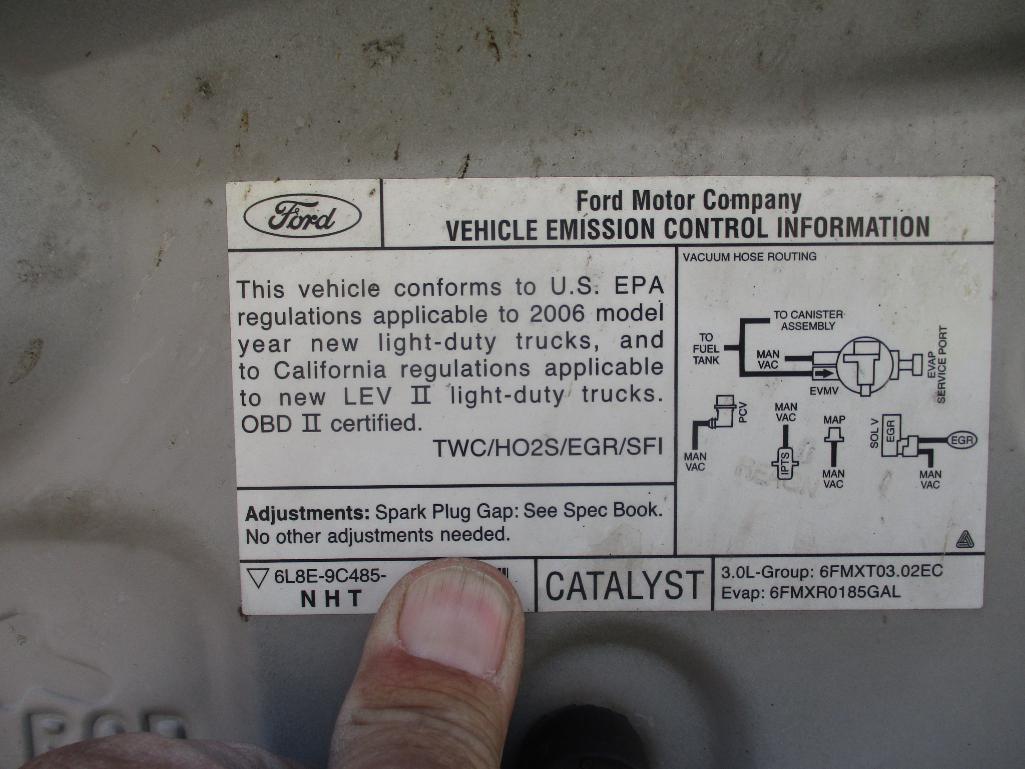 Ford
Ford Motor Company
VEHICLE EMISSION CONTROL INFORMATION
This vehicle conforms to U.S. EPA
regulations applicable to 2006 model
year new light-duty trucks, and
to California regulations applicable
to new LEV II light-duty trucks.
OBD II certified.
TWC/HO2S/EGR/SFI
Adjustments: Spark Plug Gap: See Spec Book.
No other adjustments needed.
VACUUM HOSE ROUTING
TO CANISTER
ASSEMBLY
TO
FUEL
TANK
MAN
VAC
EVMV
EVAP
SERVICE PORT
PCV
MAN
VAC
MAN
VAC
IPTS
MAP
MAN
VAC
SOL V
EGR
EGR
MAN
VAC
6L8E-9C485-
NHT
CATALYST
3.0L-Group: 6FMXT03.02EC
Evap: 6FMXR0185GAL